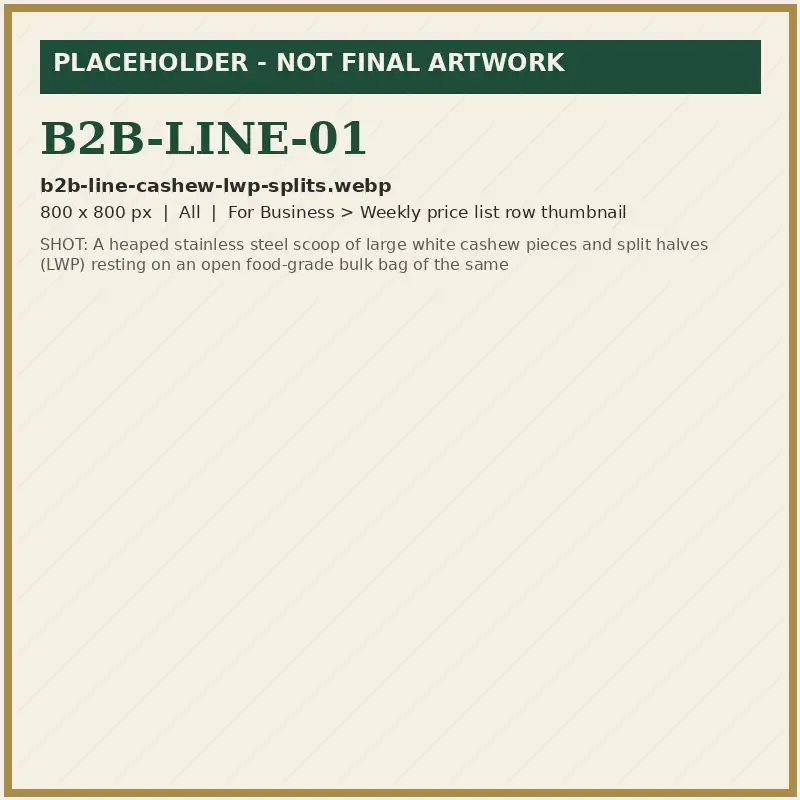 PLACEHOLDER - NOT FINAL ARTWORK
B2B-LINE-01
b2b-line-cashew-lwp-splits.webp
800 x 800 px | All | For Business > Weekly price list row thumbnail
SHOT: A heaped stainless steel scoop of large white cashew pieces and split halves
(LWP) resting on an open food-grade bulk bag of the same